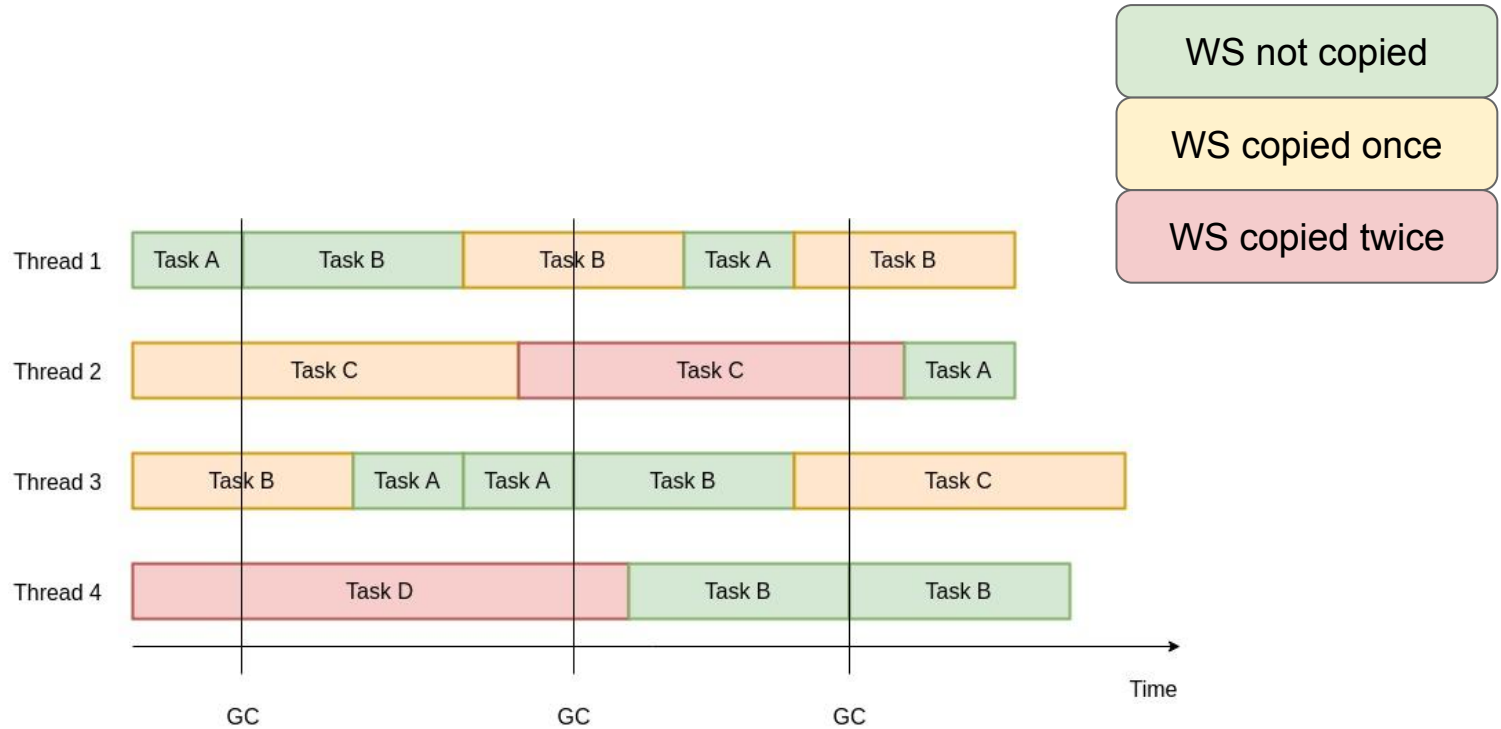 WS not copied
WS copied once
WS copied twice
Thread 1 Task A Task B Task B Task A Task B
Thread 2 Task C Task C Task A
Thread 3 Task B Task A Task A Task B Task C
Thread 4 Task D Task B Task B
Time
GC GC GC